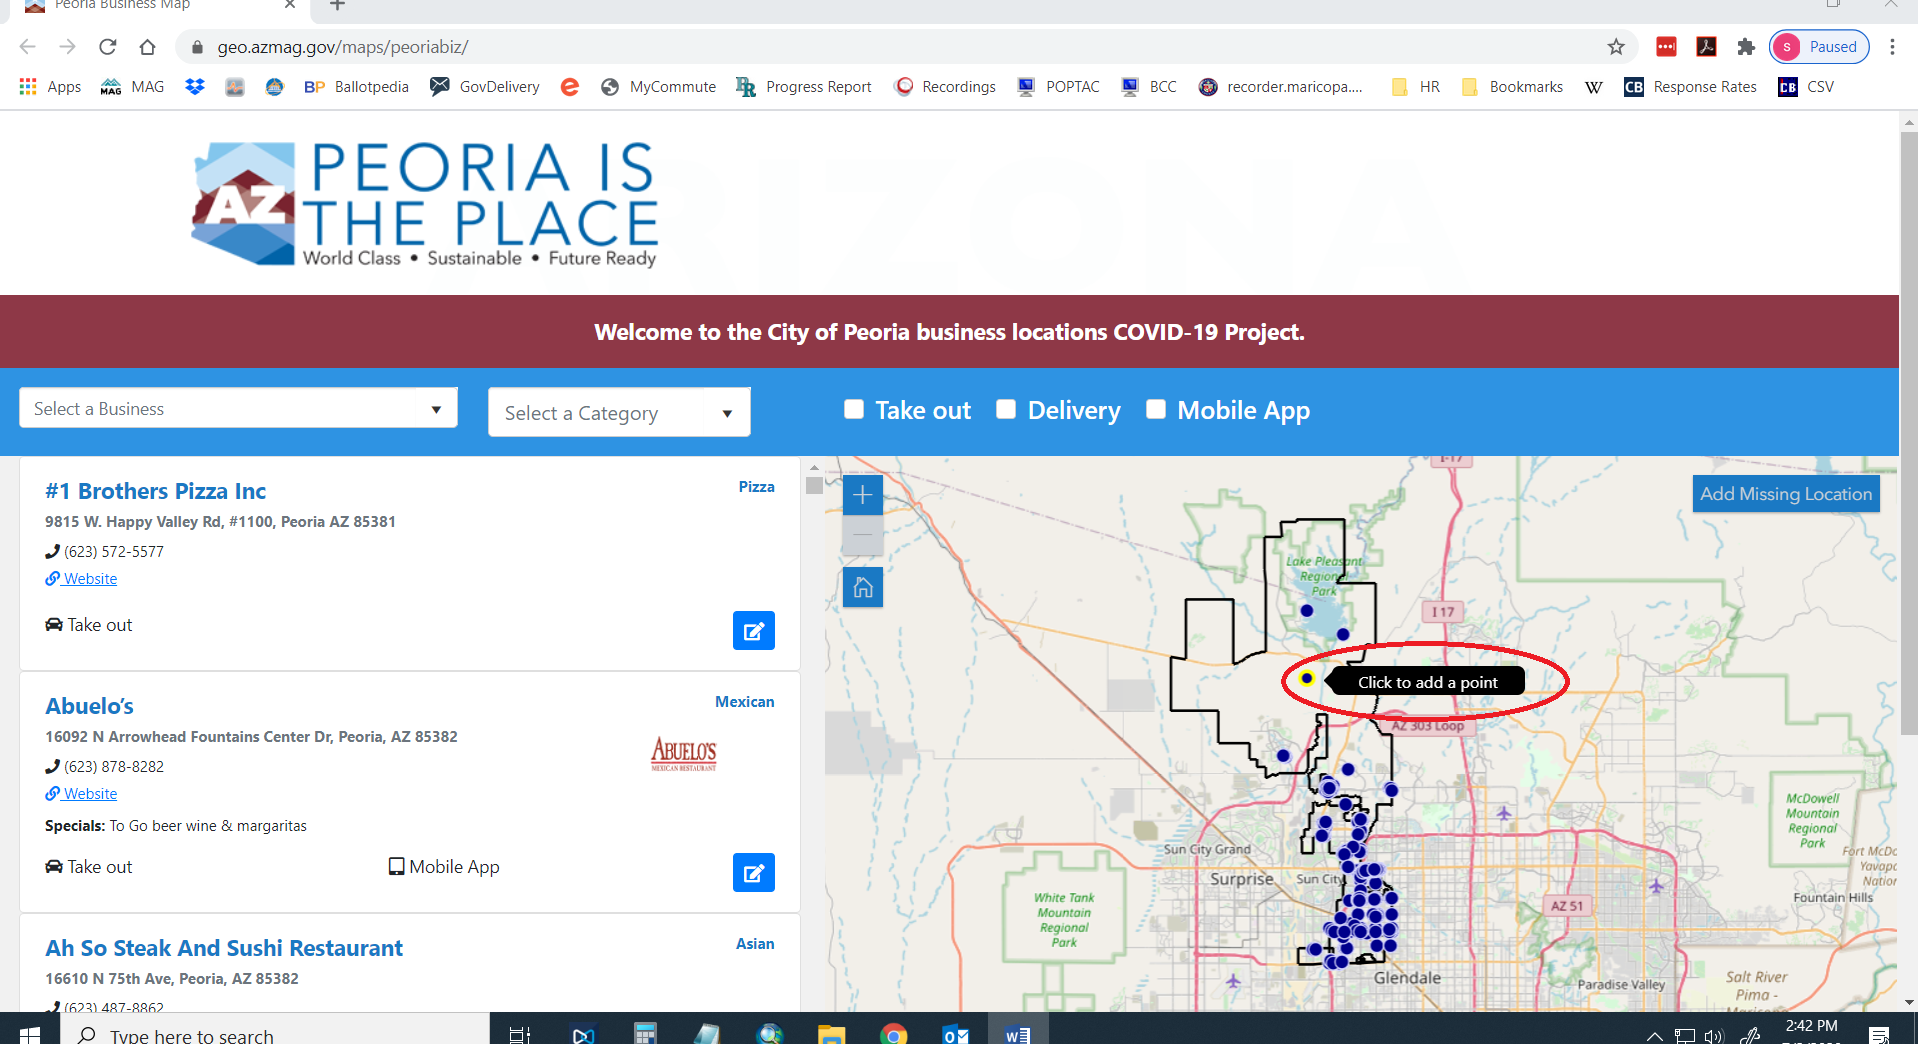 Peoria Business Map
geo.azmag.gov/maps/peoriabiz/
S Paused
Apps MAG MAG BP Ballotpedia GovDelivery MyCommute Progress Report Recordings POPTAC BCC recorder.maricopa.... HR Bookmarks W CB Response Rates CB CSV
AZ
PEORIA IS
THE PLACE
World Class • Sustainable • Future Ready
Welcome to the City of Peoria business locations COVID-19 Project.
Select a Business
Select a Category
Take out Delivery Mobile App
#1 Brothers Pizza Inc
Pizza
9815 W. Happy Valley Rd, #1100, Peoria AZ 85381
(623) 572-5577
Website
Take out
Abuelo's
Mexican
16092 N Arrowhead Fountains Center Dr, Peoria, AZ 85382
(623) 878-8282
ABUELO'S
MEXICAN RESTAURANT
Website
Specials: To Go beer wine & margaritas
Take out
Mobile App
Ah So Steak And Sushi Restaurant
Asian
16610 N 75th Ave, Peoria, AZ 85382
(623) 487-8862
Add Missing Location
I-17
Lake Pleasant
Regional
Park
I 17
Click to add a point
AZ 303 Loop
McDowell
Mountain
Regional
Park
Sun City Grand
Surprise
Sun City
White Tank
Mountain
Regional
Park
Fort McDo
Yavapa
Nation
Fountain Hills
AZ 51
Glendale
Paradise Valley
Salt River
Pima -
Type here to search
2:42 PM